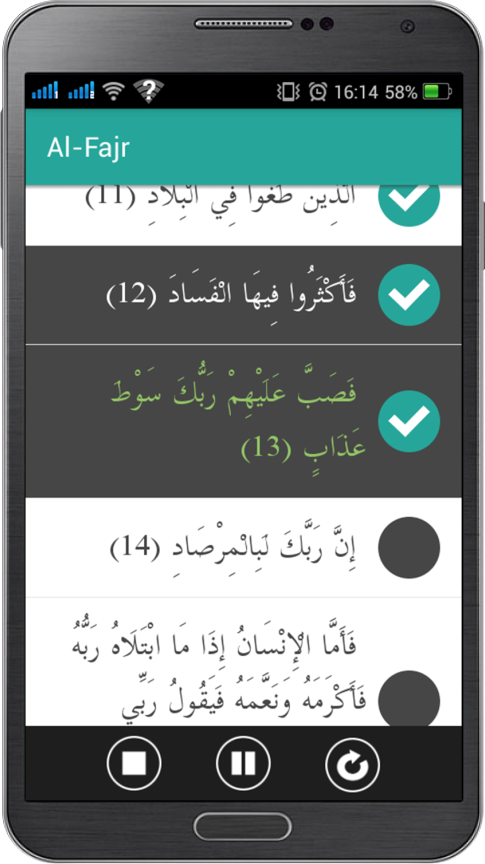 16:14 58%
Al-Fajr
الَّذِينَ طَغَوْا فِي الْبِلَادِ (11)
فَأَكْثَرُوا فِيهَا الْفَسَادَ (12)
فَصَبَّ عَلَيْهِمْ رَبُّكَ سَوْطَ
عَذَابٍ (13)
إِنَّ رَبَّكَ لَبِالْمِرْصَادِ (14)
فَأَمَّا الْإِنْسَانُ إِذَا مَا ابْتَلَاهُ رَبُّهُ
فَأَكْرَمَهُ وَنَعَّمَهُ فَيَقُولُ رَبِّي